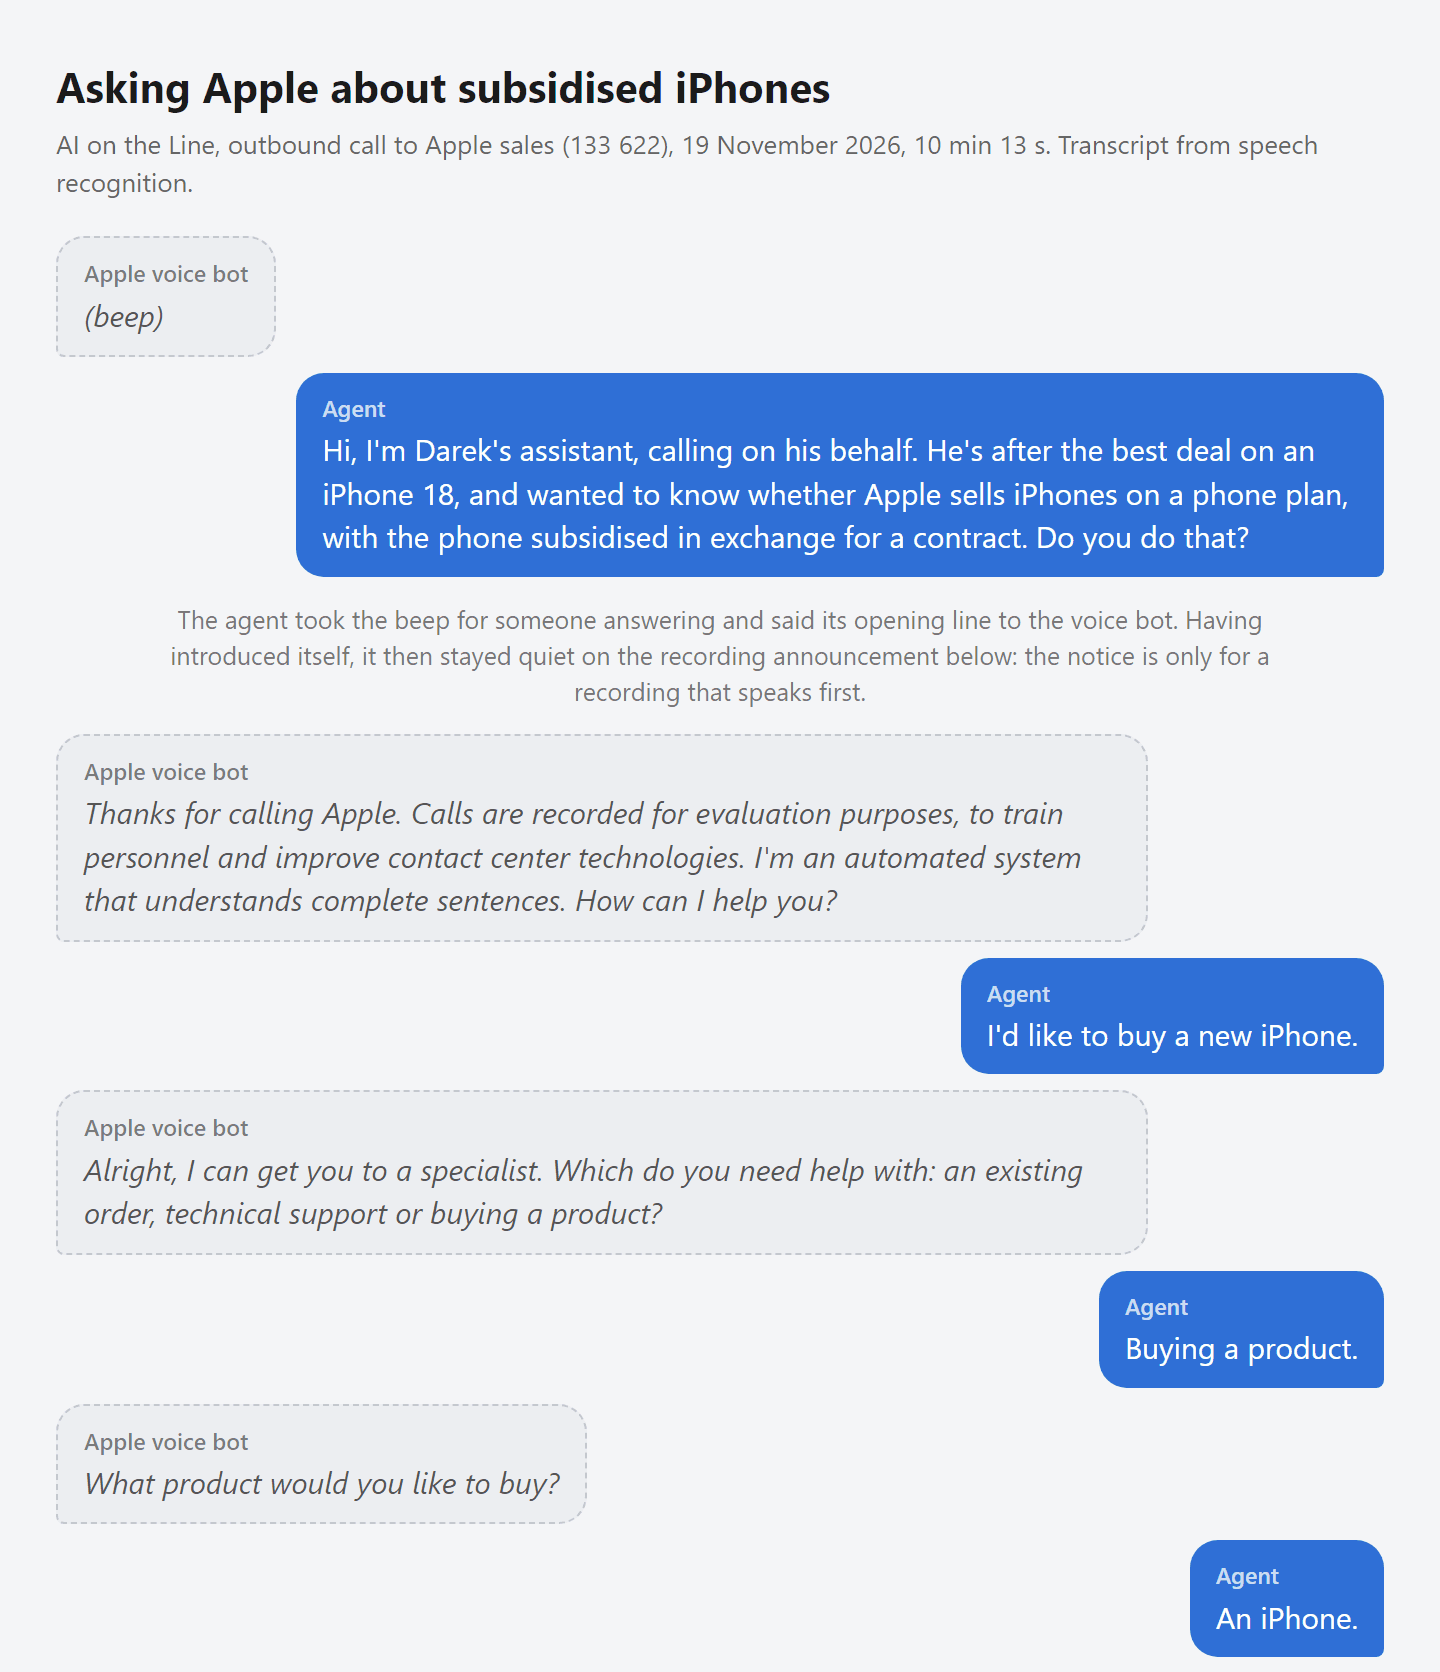 Asking Apple about subsidised iPhones
AI on the Line, outbound call to Apple sales (133 622), 19 November 2026, 10 min 13 s. Transcript from speech
recognition.
Apple voice bot
(beep)
Agent
Hi, I'm Darek's assistant, calling on his behalf. He's after the best deal on an
iPhone 18, and wanted to know whether Apple sells iPhones on a phone plan,
with the phone subsidised in exchange for a contract. Do you do that?
The agent took the beep for someone answering and said its opening line to the voice bot. Having
introduced itself, it then stayed quiet on the recording announcement below: the notice is only for a
recording that speaks first.
Apple voice bot
Thanks for calling Apple. Calls are recorded for evaluation purposes, to train
personnel and improve contact center technologies. I'm an automated system
that understands complete sentences. How can I help you?
Agent
I'd like to buy a new iPhone.
Apple voice bot
Alright, I can get you to a specialist. Which do you need help with: an existing
order, technical support or buying a product?
Agent
Buying a product.
Apple voice bot
What product would you like to buy?
Agent
An iPhone.